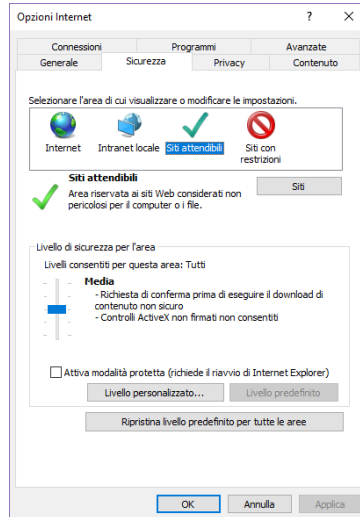 Opzioni Internet
?
Connessioni Programmi Avanzate
Generale Sicurezza Privacy Contenuto
Selezionare l'area di cui visualizzare o modificare le impostazioni.
Internet Intranet locale Siti attendibili Siti con
restrizioni
Siti attendibili
Siti
Area riservata ai siti Web considerati non
pericolosi per il computer o i file.
Livello di sicurezza per l'area
Livelli consentiti per questa area: Tutti
Media
- Richiesta di conferma prima di eseguire il download di
contenuto non sicuro
- Controlli ActiveX non firmati non consentiti
Attiva modalità protetta (richiede il riavvio di Internet Explorer)
Livello personalizzato... Livello predefinito
Ripristina livello predefinito per tutte le aree
OK Annulla Applica